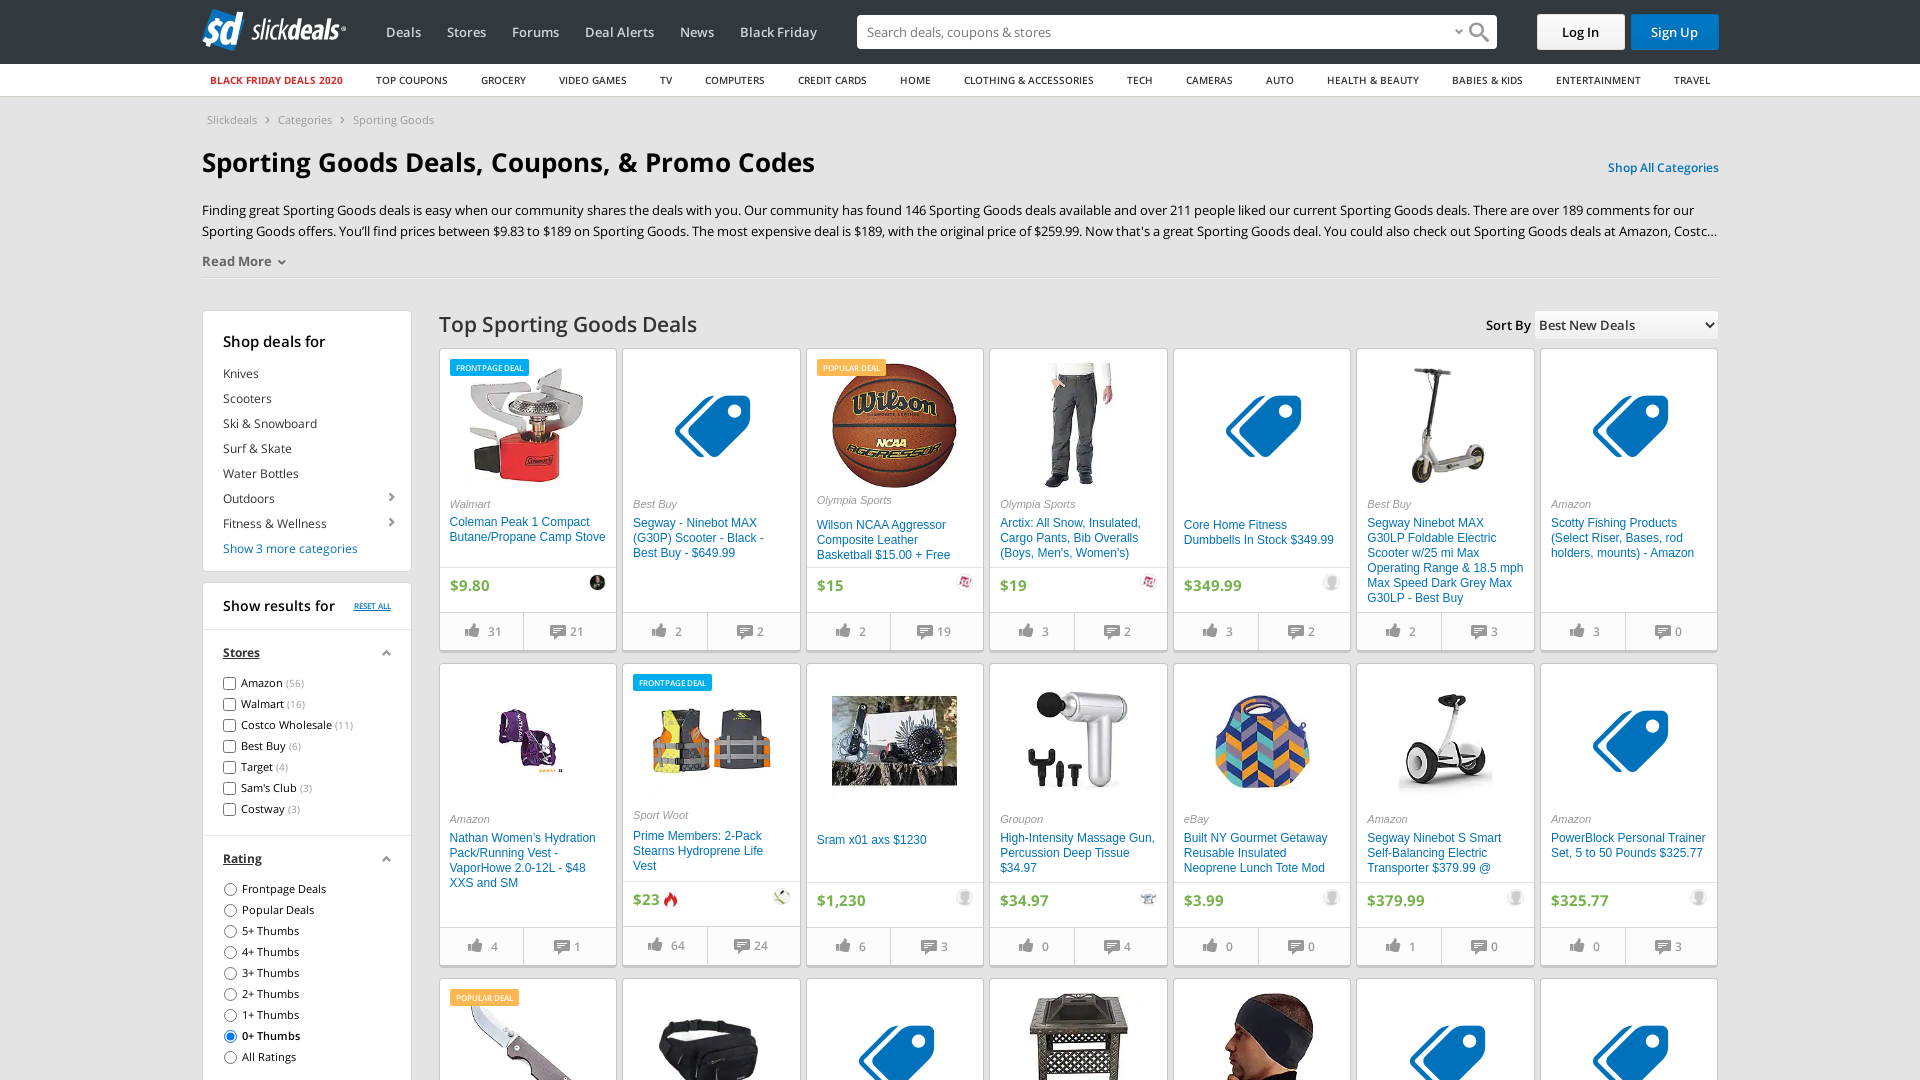 sd slickdeals
Deals
Stores
Forums
Deal Alerts
News
Black Friday
Search deals, coupons & stores
Log In
Sign Up
BLACK FRIDAY DEALS 2020
TOP COUPONS
GROCERY
VIDEO GAMES
TV
COMPUTERS
CREDIT CARDS
HOME
CLOTHING & ACCESSORIES
TECH
CAMERAS
AUTO
HEALTH & BEAUTY
BABIES & KIDS
ENTERTAINMENT
TRAVEL
Slickdeals > Categories > Sporting Goods
Sporting Goods Deals, Coupons, & Promo Codes
Shop All Categories
Finding great Sporting Goods deals is easy when our community shares the deals with you. Our community has found 146 Sporting Goods deals available and over 211 people liked our current Sporting Goods deals. There are over 189 comments for our
Sporting Goods offers. You’ll find prices between $9.83 to $189 on Sporting Goods. The most expensive deal is $189, with the original price of $259.99. Now that's a great Sporting Goods deal. You could also check out Sporting Goods deals at Amazon, Costc...
Read More
Shop deals for
Knives
Scooters
Ski & Snowboard
Surf & Skate
Water Bottles
Outdoors
Fitness & Wellness
Show 3 more categories
Show results for
RESET ALL
Stores
Amazon (56)
Walmart (16)
Costco Wholesale (11)
Best Buy (6)
Target (4)
Sam's Club (3)
Costway (3)
Rating
Frontpage Deals
Popular Deals
5+ Thumbs
4+ Thumbs
3+ Thumbs
2+ Thumbs
1+ Thumbs
0+ Thumbs
All Ratings
Top Sporting Goods Deals
Sort By
Best New Deals
FRONTPAGE DEAL
Coleman
Walmart
Coleman Peak 1 Compact
Butane/Propane Camp Stove
$9.80
31
21
Best Buy
Segway - Ninebot MAX
(G30P) Scooter - Black -
Best Buy - $649.99
2
2
POPULAR DEAL
Wilson
NCAA
AGGRESSOR
Olympia Sports
Wilson NCAA Aggressor
Composite Leather
Basketball $15.00 + Free
$15
2
19
Olympia Sports
Arctix: All Snow, Insulated,
Cargo Pants, Bib Overalls
(Boys, Men's, Women's)
$19
3
2
Core Home Fitness
Dumbbells In Stock $349.99
$349.99
3
2
Best Buy
Segway Ninebot MAX
G30LP Foldable Electric
Scooter w/25 mi Max
Operating Range & 18.5 mph
Max Speed Dark Grey Max
G30LP - Best Buy
2
3
Amazon
Scotty Fishing Products
(Select Riser, Bases, rod
holders, mounts) - Amazon
3
0
Amazon
Nathan Women’s Hydration
Pack/Running Vest -
VaporHowe 2.0-12L - $48
XXS and SM
4
1
FRONTPAGE DEAL
Sport Woot
Prime Members: 2-Pack
Stearns Hydroprene Life
Vest
$23
64
24
Sram x01 axs $1230
$1,230
6
3
Groupon
High-Intensity Massage Gun,
Percussion Deep Tissue
$34.97
$34.97
0
4
eBay
Built NY Gourmet Getaway
Reusable Insulated
Neoprene Lunch Tote Mod
$3.99
0
0
Amazon
Segway Ninebot S Smart
Self-Balancing Electric
Transporter $379.99 @
$379.99
1
0
Amazon
PowerBlock Personal Trainer
Set, 5 to 50 Pounds $325.77
$325.77
0
3
POPULAR DEAL